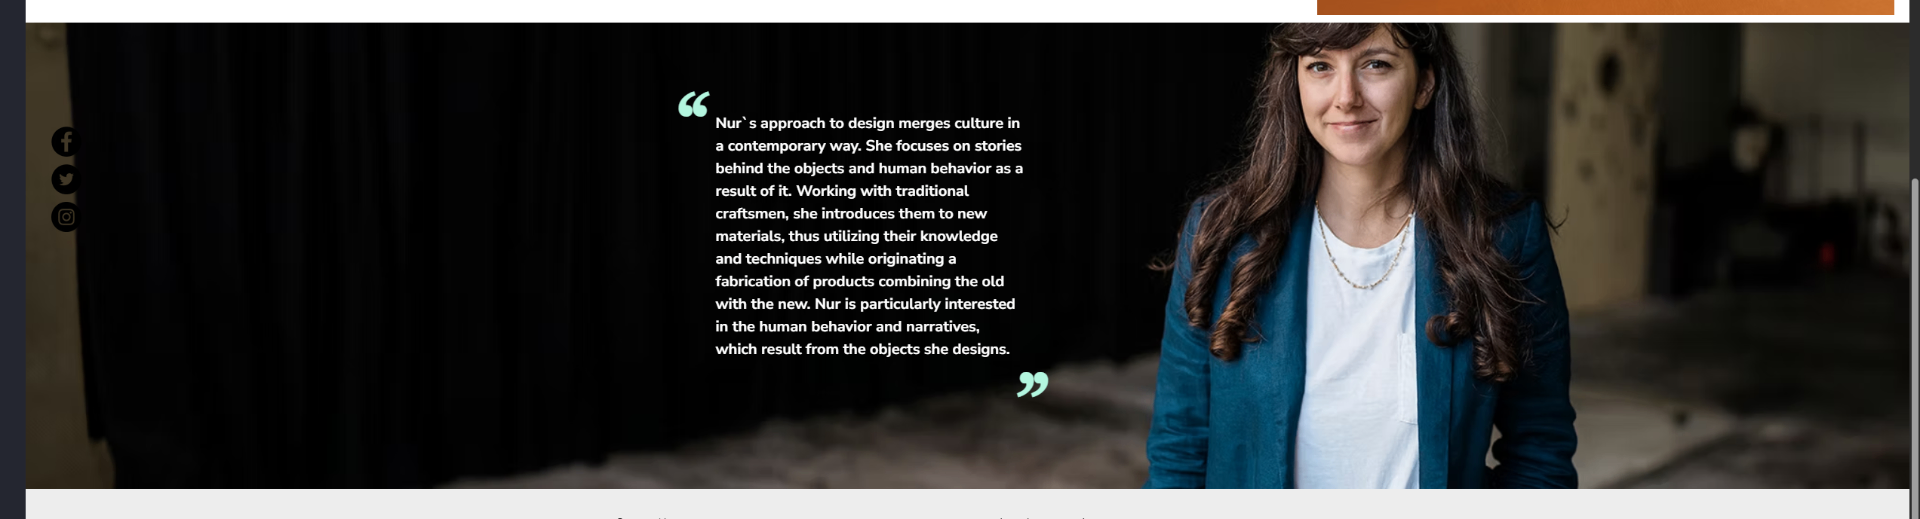 “
Nur`s approach to design merges culture in
a contemporary way. She focuses on stories
behind the objects and human behavior as a
result of it. Working with traditional
craftsmen, she introduces them to new
materials, thus utilizing their knowledge
and techniques while originating a
fabrication of products combining the old
with the new. Nur is particularly interested
in the human behavior and narratives,
which result from the objects she designs.
”